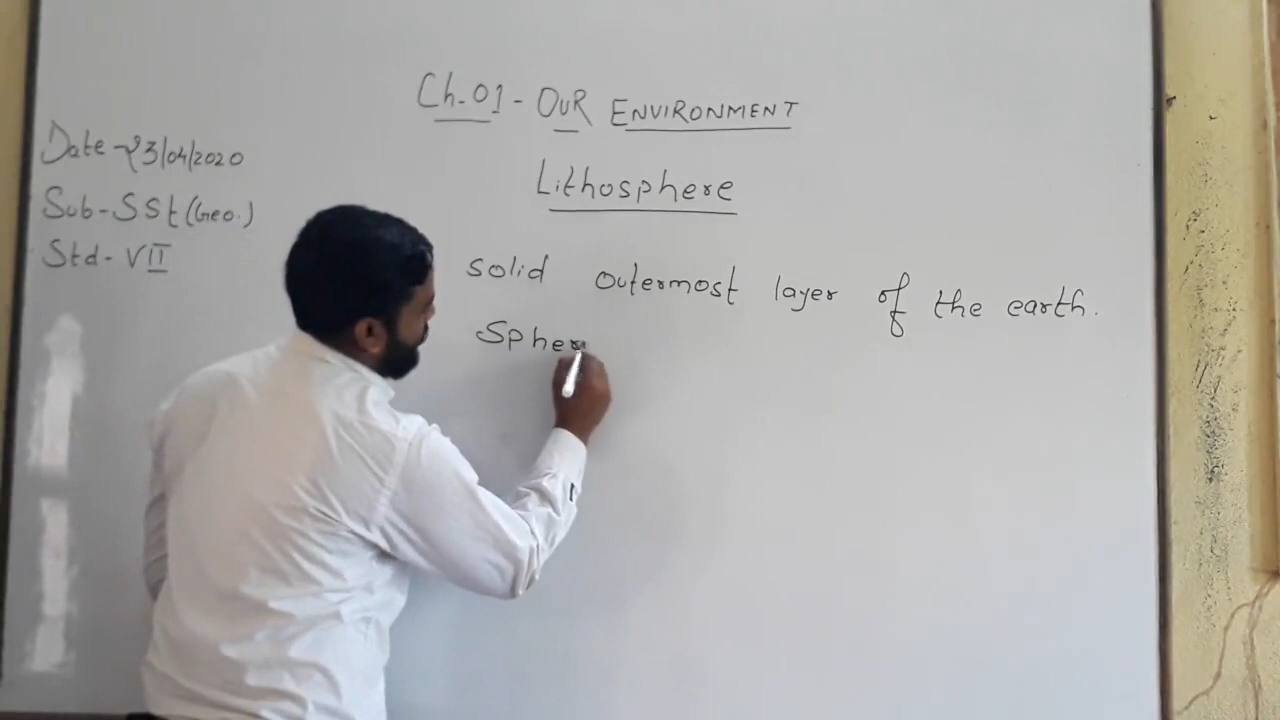 Ch-01 - OUR ENVIRONMENT
Date - 23/04/2020
Sub - SSt (Geo.)
Std - VII
Lithosphere
solid outermost layer of the earth.
Spher